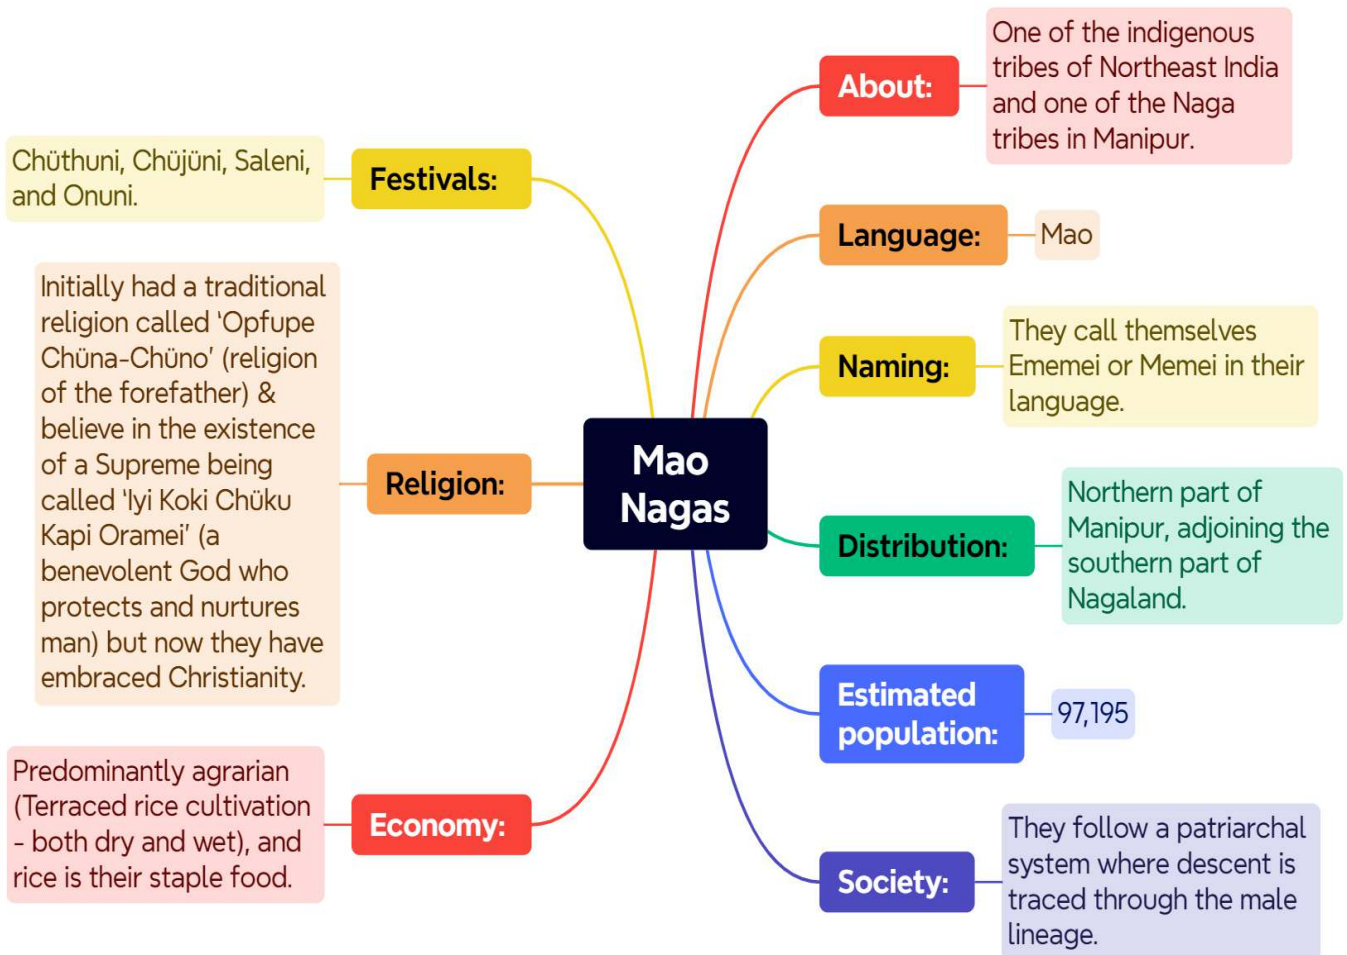 Mao
Nagas
About:
One of the indigenous
tribes of Northeast India
and one of the Naga
tribes in Manipur.
Language:
Mao
Naming:
They call themselves
Ememei or Memei in their
language.
Distribution:
Northern part of
Manipur, adjoining the
southern part of
Nagaland.
Estimated
population:
97,195
Society:
They follow a patriarchal
system where descent is
traced through the male
lineage.
Festivals:
Chüthuni, Chüjüni, Saleni,
and Onuni.
Religion:
Initially had a traditional
religion called ‘Opfupe
Chüna-Chüno’ (religion
of the forefather) &
believe in the existence
of a Supreme being
called ‘Iyi Koki Chüku
Kapi Oramei’ (a
benevolent God who
protects and nurtures
man) but now they have
embraced Christianity.
Economy:
Predominantly agrarian
(Terraced rice cultivation
- both dry and wet), and
rice is their staple food.